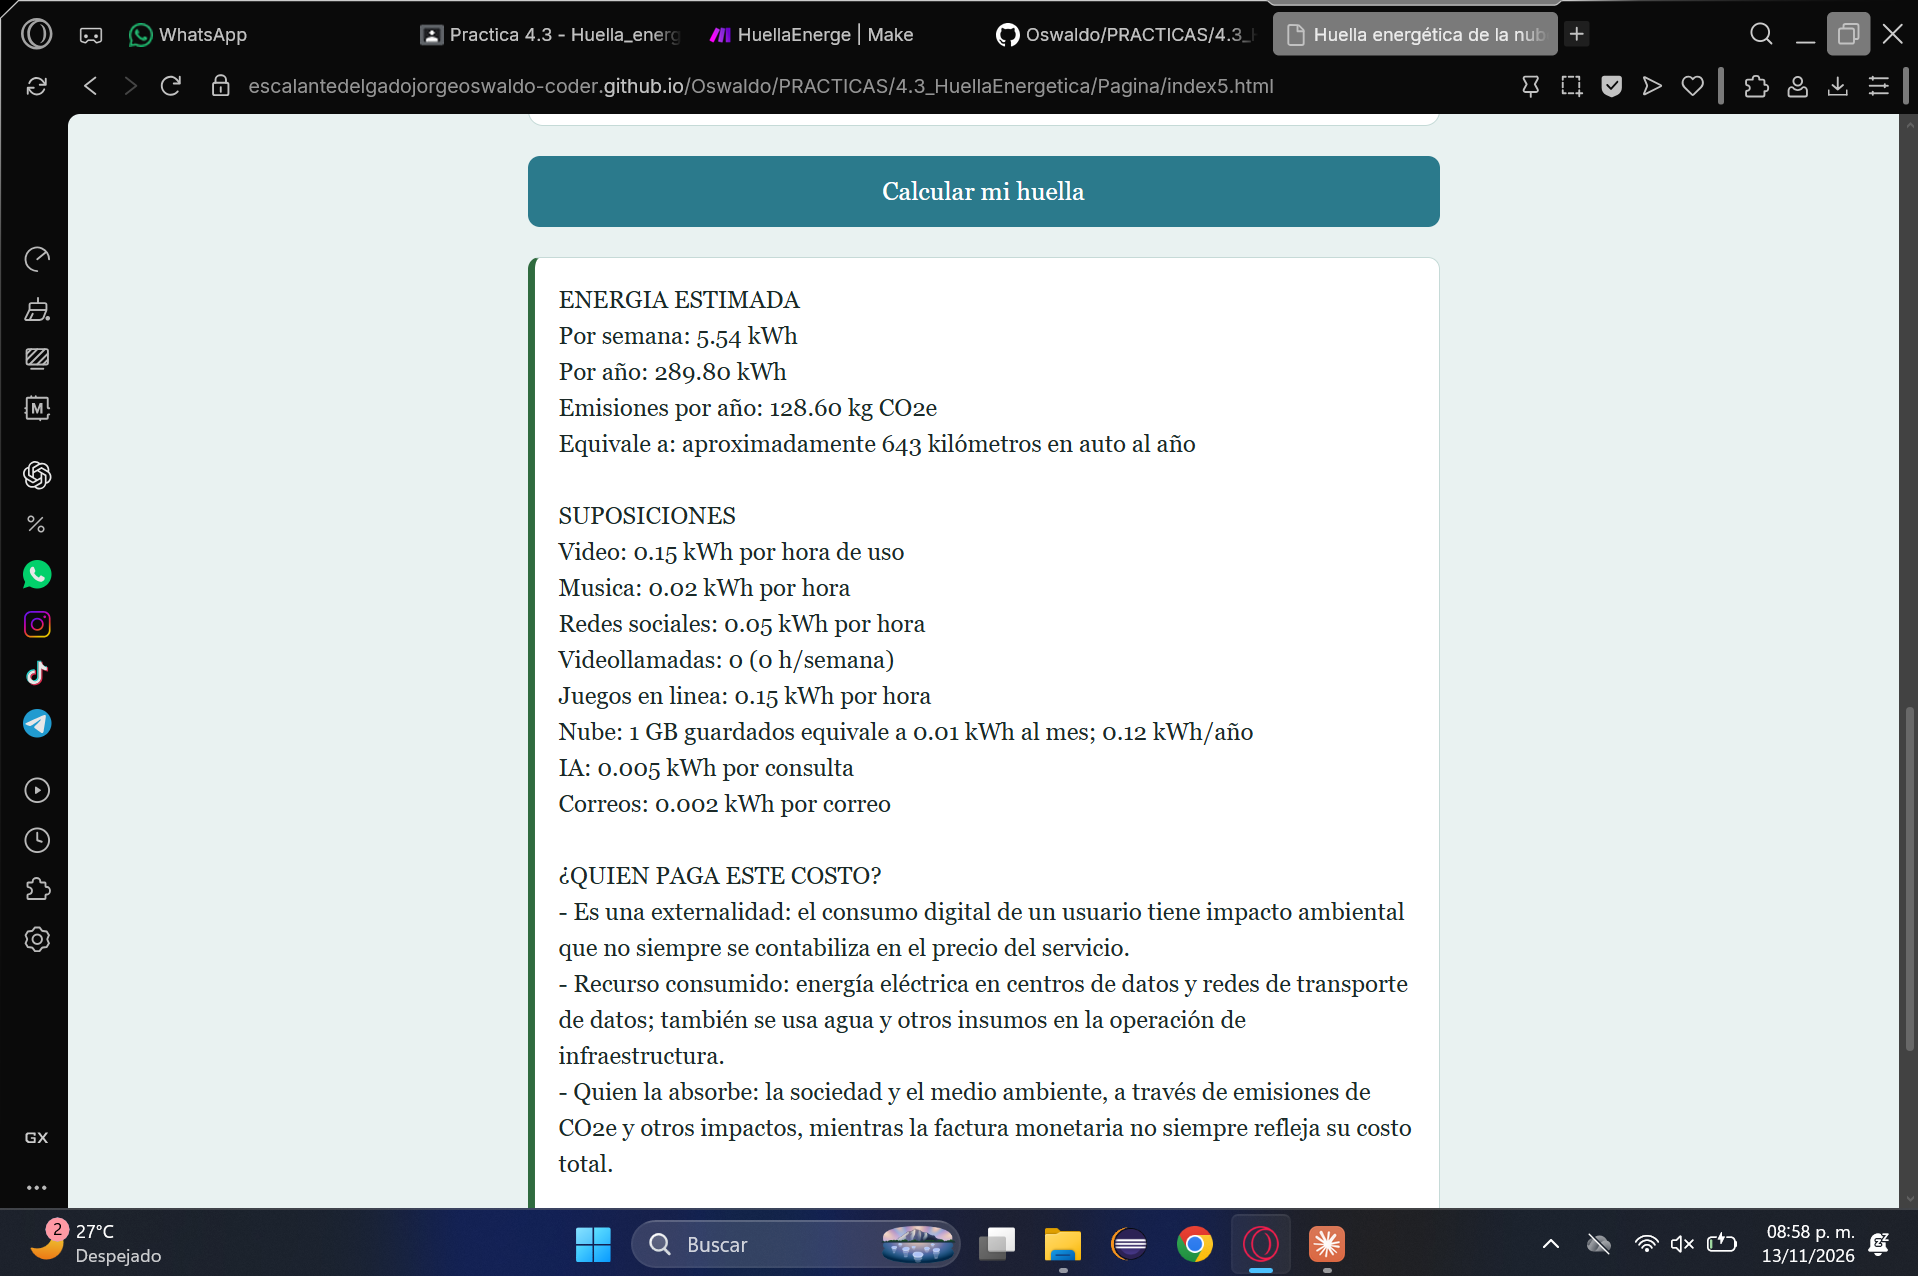 WhatsApp
Practica 4.3 - Huella_energ
HuellaEnerge | Make
Oswaldo/PRACTICAS/4.3_H
Huella energética de la nub
escalantedelgadojorgeoswaldo-coder.github.io/Oswaldo/PRACTICAS/4.3_HuellaEnergetica/Pagina/index5.html
Calcular mi huella
ENERGIA ESTIMADA
Por semana: 5.54 kWh
Por año: 289.80 kWh
Emisiones por año: 128.60 kg CO2e
Equivale a: aproximadamente 643 kilómetros en auto al año
SUPOSICIONES
Video: 0.15 kWh por hora de uso
Musica: 0.02 kWh por hora
Redes sociales: 0.05 kWh por hora
Videollamadas: 0 (0 h/semana)
Juegos en linea: 0.15 kWh por hora
Nube: 1 GB guardados equivale a 0.01 kWh al mes; 0.12 kWh/año
IA: 0.005 kWh por consulta
Correos: 0.002 kWh por correo
¿QUIEN PAGA ESTE COSTO?
- Es una externalidad: el consumo digital de un usuario tiene impacto ambiental
que no siempre se contabiliza en el precio del servicio.
- Recurso consumido: energía eléctrica en centros de datos y redes de transporte
de datos; también se usa agua y otros insumos en la operación de
infraestructura.
- Quien la absorbe: la sociedad y el medio ambiente, a través de emisiones de
CO2e y otros impactos, mientras la factura monetaria no siempre refleja su costo
total.
M
GX
2
27°C
Despejado
Buscar
08:58 p. m.
13/11/2026